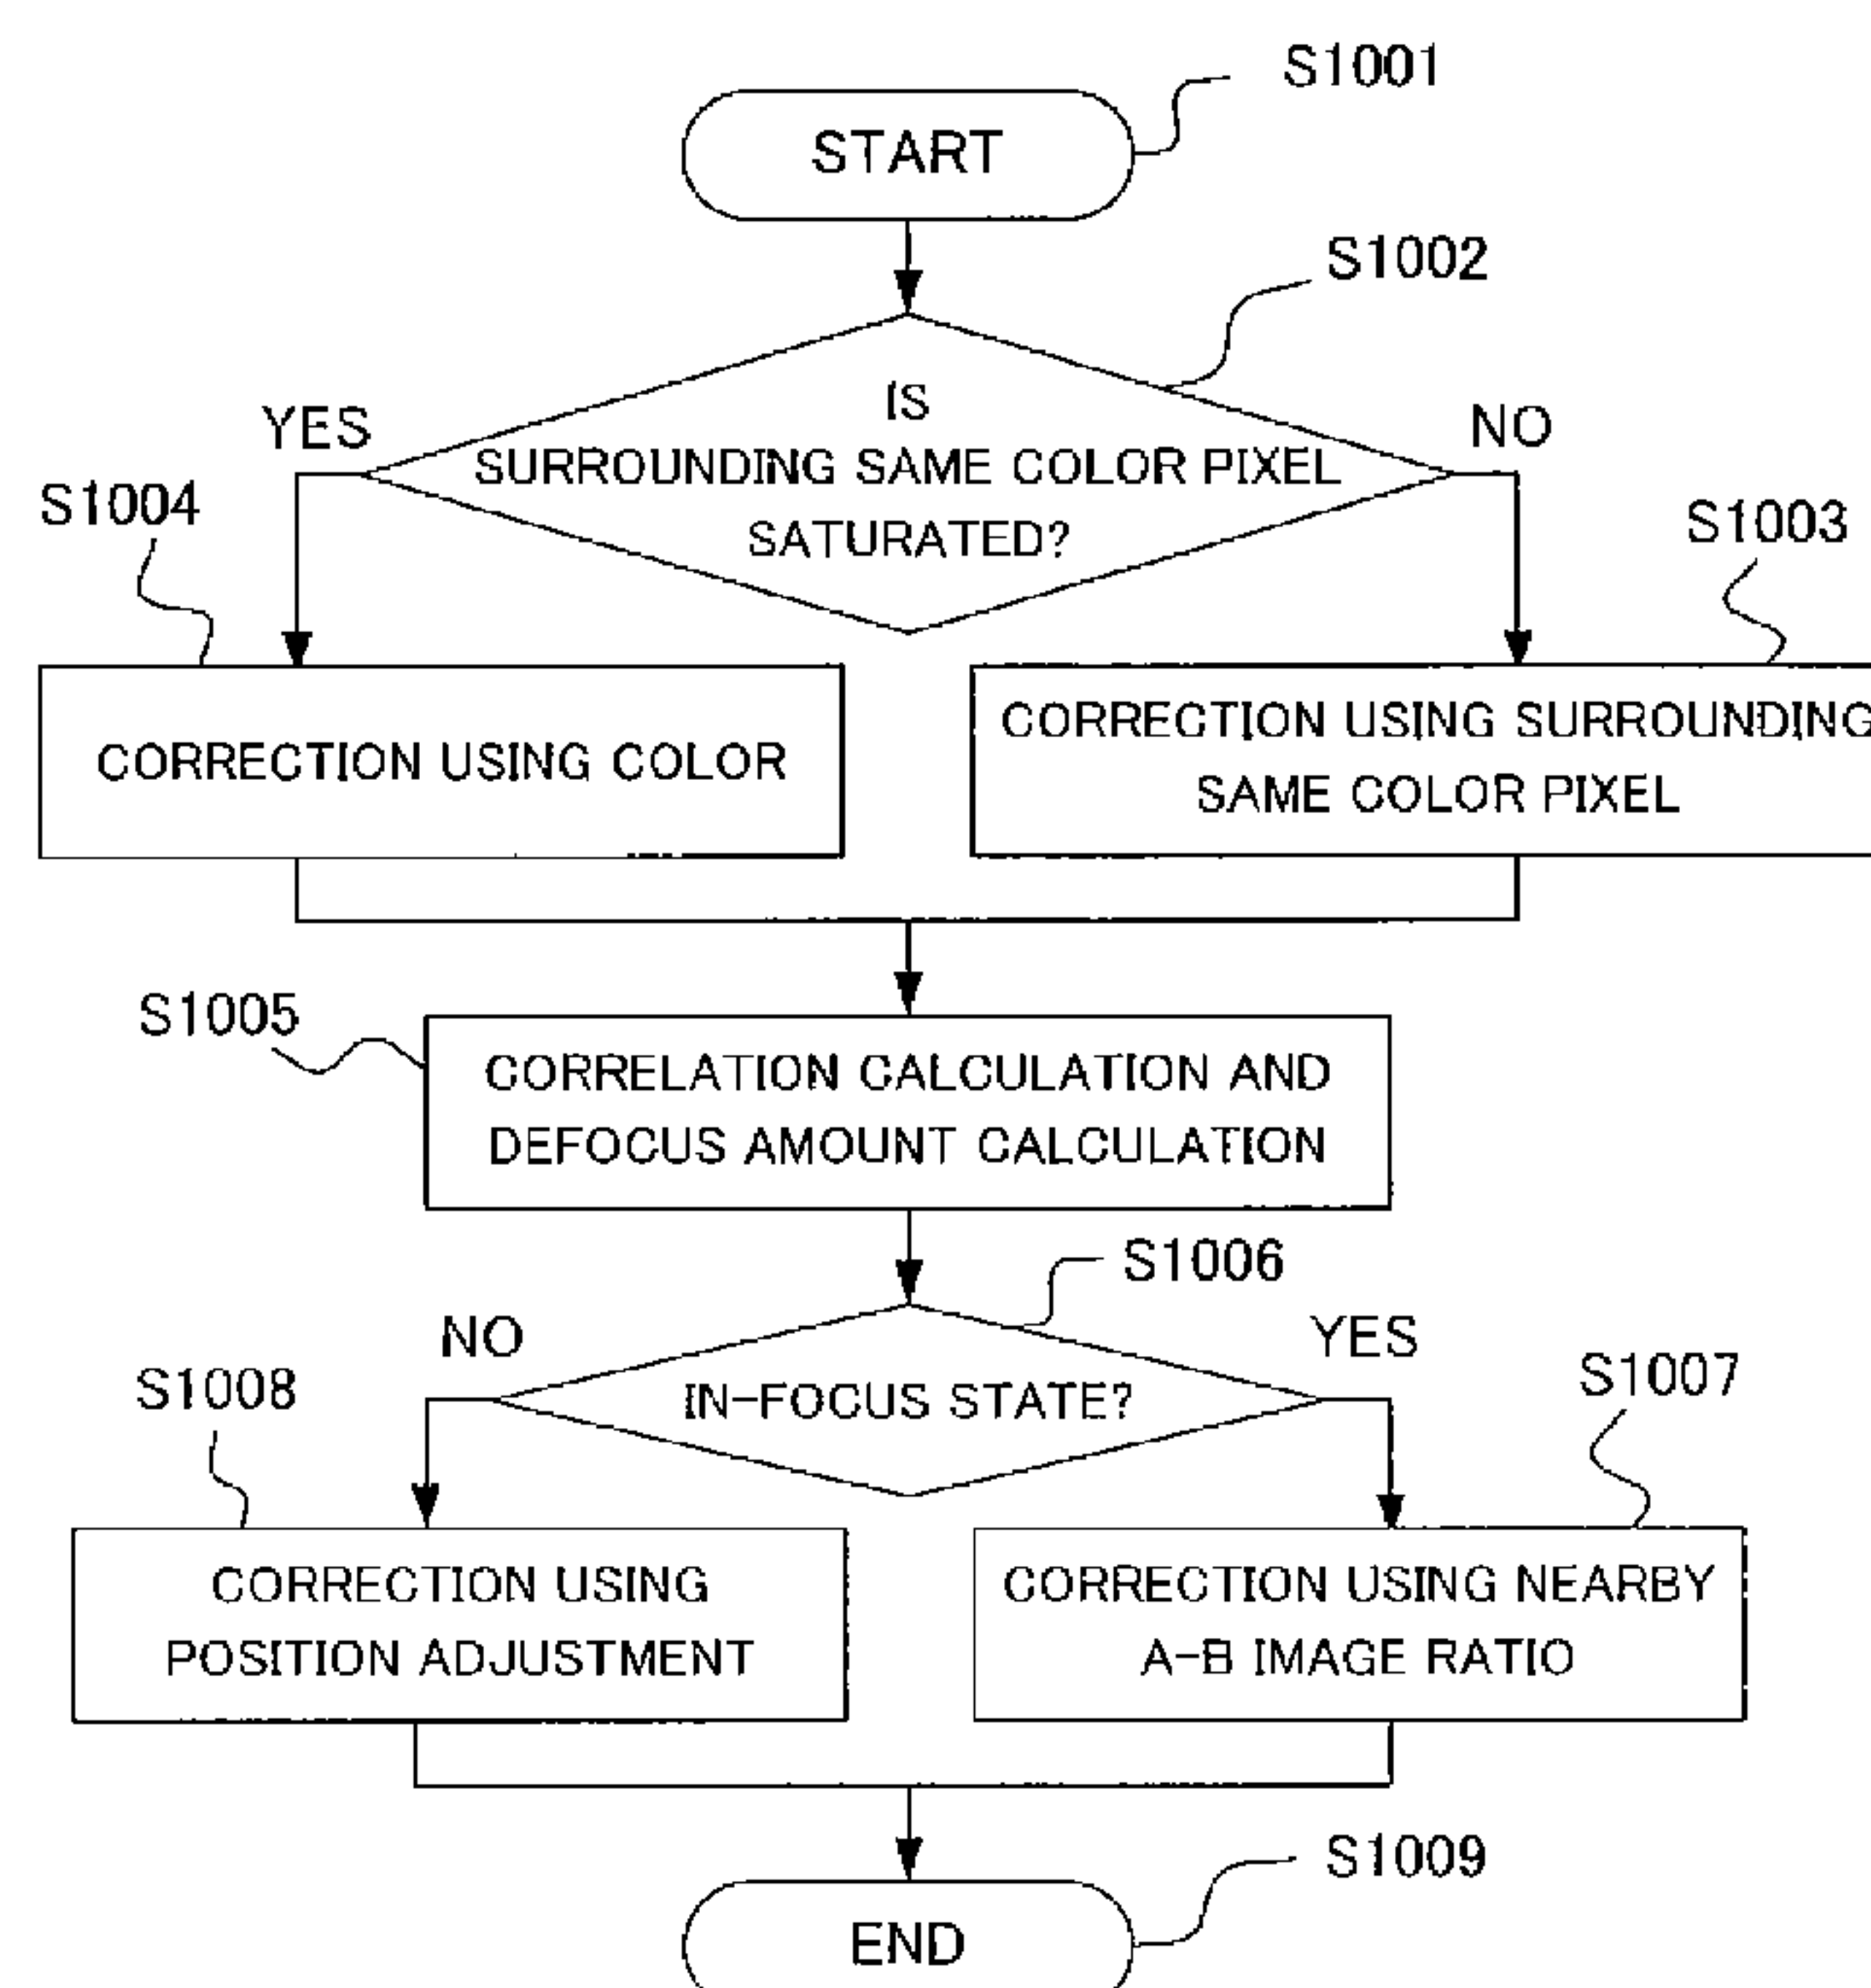 S1001
START
S1002
IS
SURROUNDING SAME COLOR PIXEL
SATURATED?
YES
NO
S1004
S1003
CORRECTION USING COLOR
CORRECTION USING SURROUNDING
SAME COLOR PIXEL
S1005
CORRELATION CALCULATION AND
DEFOCUS AMOUNT CALCULATION
S1006
IN-FOCUS STATE?
NO
YES
S1008
S1007
CORRECTION USING
POSITION ADJUSTMENT
CORRECTION USING NEARBY
A-B IMAGE RATIO
S1009
END